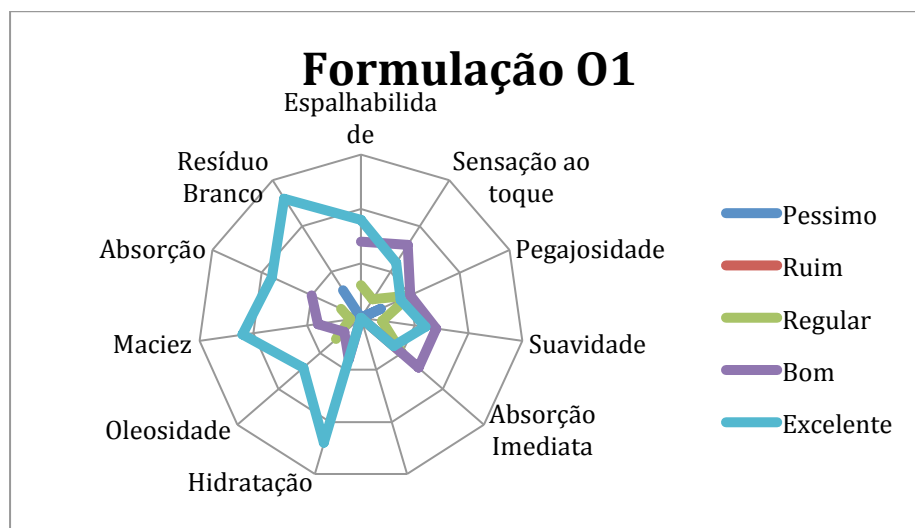 Formulação O1
Espalhabilida
de
Sensação ao
toque
Pegajosidade
Suavidade
Absorção
Imediata
Hidratação
Oleosidade
Maciez
Absorção
Resíduo
Branco
Pessimo
Ruim
Regular
Bom
Excelente